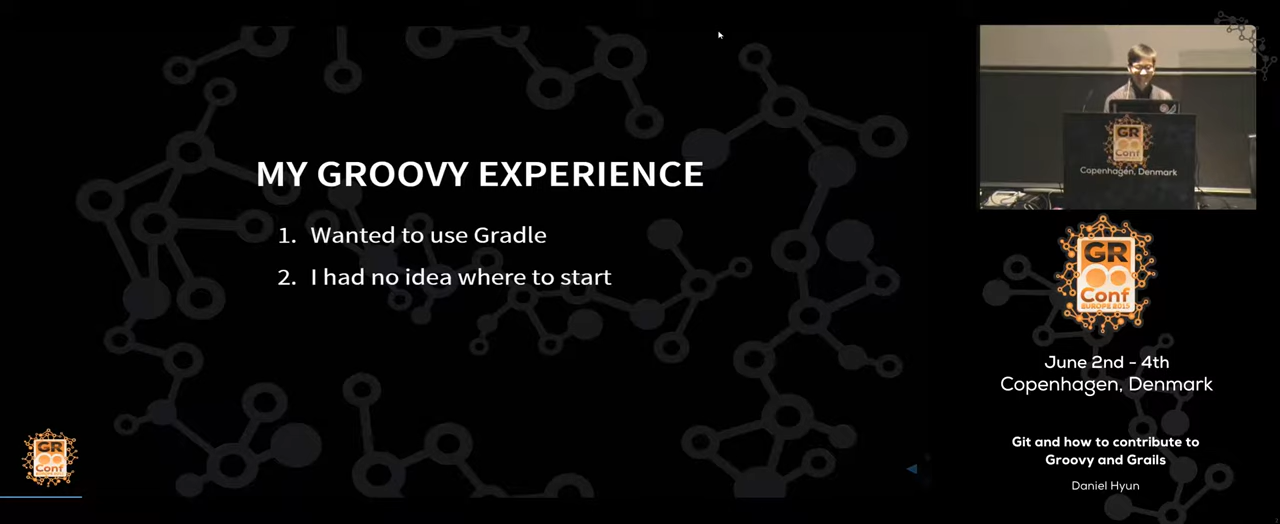 MY GROOVY EXPERIENCE
1. Wanted to use Gradle
2. I had no idea where to start
GR
Conf
Copenhagen, Denmark
GR
Conf
EUROPE 2015
June 2nd - 4th
Copenhagen, Denmark
Git and how to contribute to
Groovy and Grails
Daniel Hyun
GR
Conf